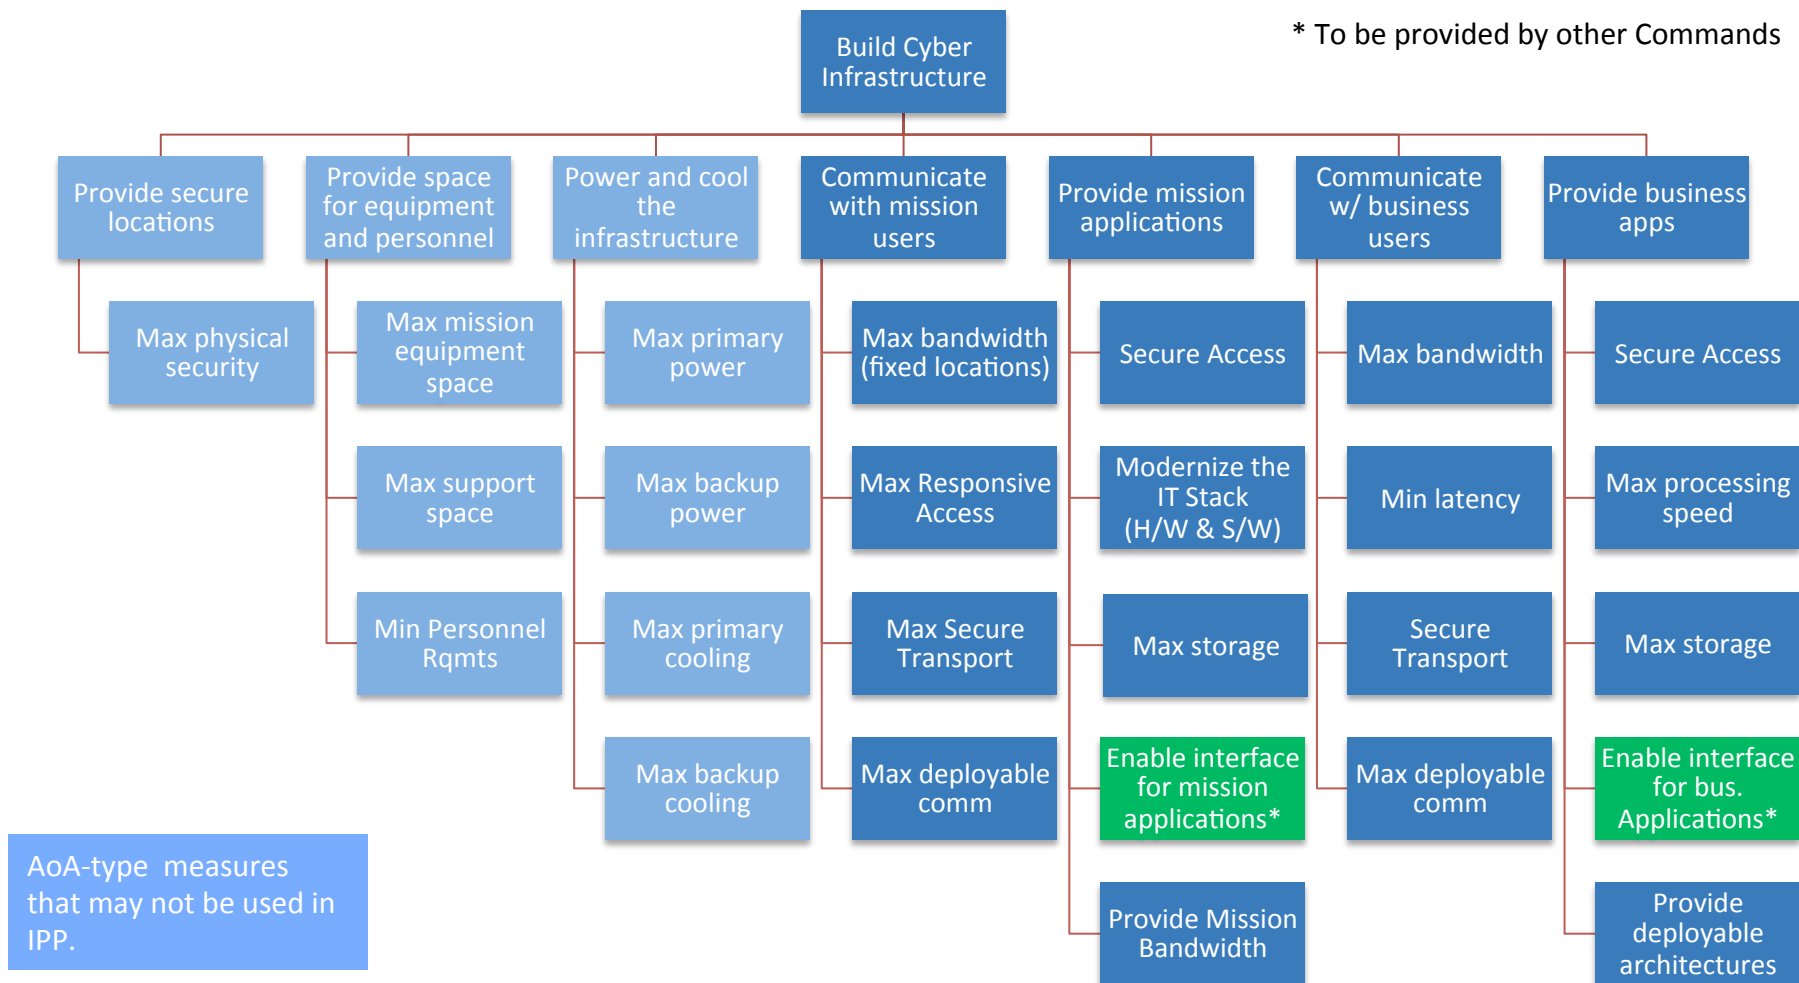 Build Cyber
Infrastructure
* To be provided by other Commands
Provide secure
locations
Provide space
for equipment
and personnel
Power and cool
the
infrastructure
Communicate
with mission
users
Provide mission
applications
Communicate
w/ business
users
Provide business
apps
Max physical
security
Max mission
equipment
space
Max primary
power
Max bandwidth
(fixed locations)
Secure Access
Max bandwidth
Secure Access
Max support
space
Max backup
power
Max Responsive
Access
Modernize the
IT Stack
(H/W & S/W)
Min latency
Max processing
speed
Min Personnel
Rqmts
Max primary
cooling
Max Secure
Transport
Max storage
Secure
Transport
Max storage
Max backup
cooling
Max deployable
comm
Enable interface
for mission
applications*
Max deployable
comm
Enable interface
for bus.
Applications*
AoA-type measures
that may not be used in
IPP.
Provide Mission
Bandwidth
Provide
deployable
architectures